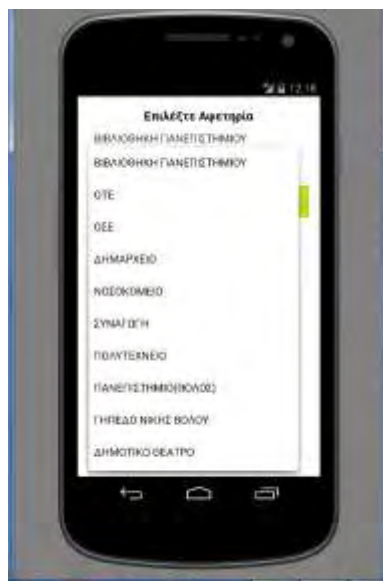 12:16
Επιλέξτε Αφετηρία
ΒΙΒΛΙΟΘΗΚΗ ΠΑΝΕΠΙΣΤΗΜΙΟΥ
ΒΙΒΛΙΟΘΗΚΗ ΠΑΝΕΠΙΣΤΗΜΙΟΥ
ΟΤΕ
ΟΣΕ
ΔΗΜΑΡΧΕΙΟ
ΝΟΣΟΚΟΜΕΙΟ
ΣΥΝΑΓΩΓΗ
ΠΟΛΥΤΕΧΝΕΙΟ
ΠΑΝΕΠΙΣΤΗΜΙΟ(ΒΟΛΟΣ)
ΓΗΠΕΔΟ ΝΙΚΗΣ ΒΟΛΟΥ
ΔΗΜΟΤΙΚΟ ΘΕΑΤΡΟ